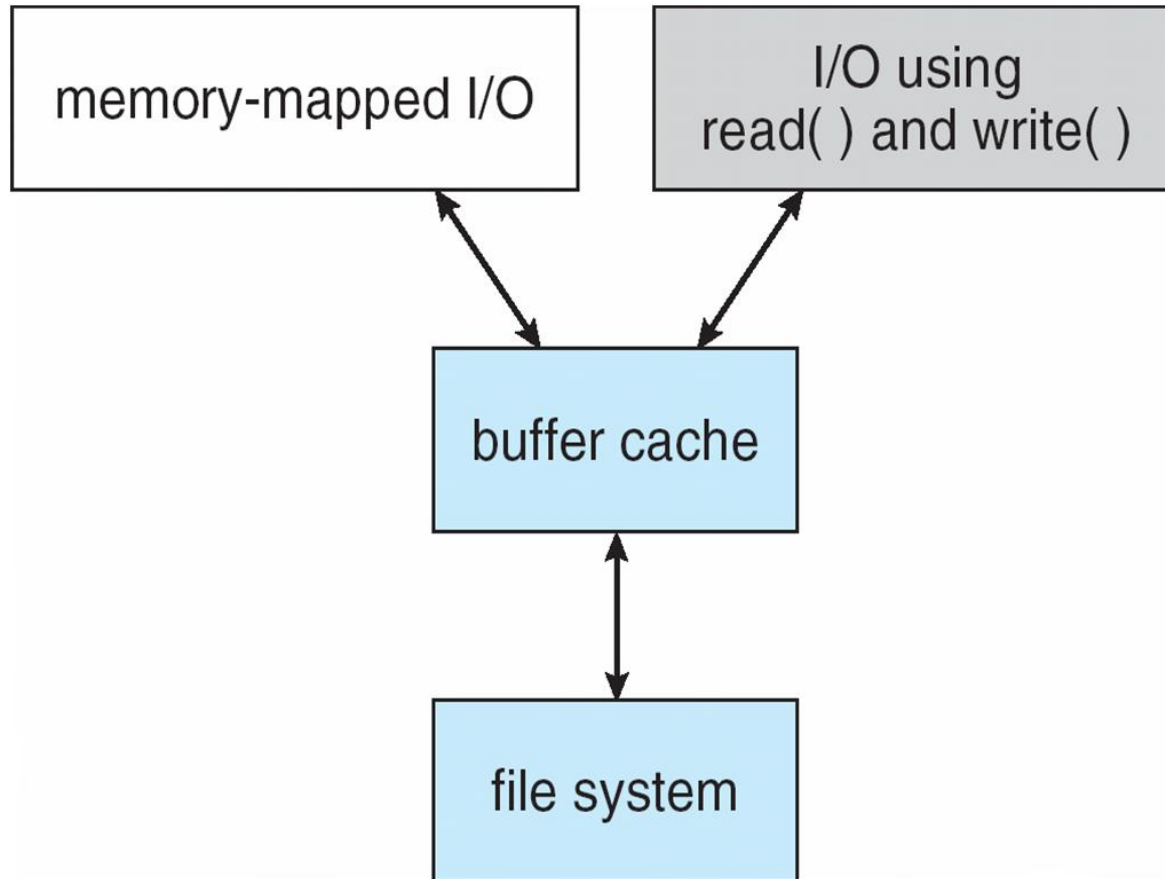 memory-mapped I/O
I/O using
read( ) and write( )
buffer cache
file system